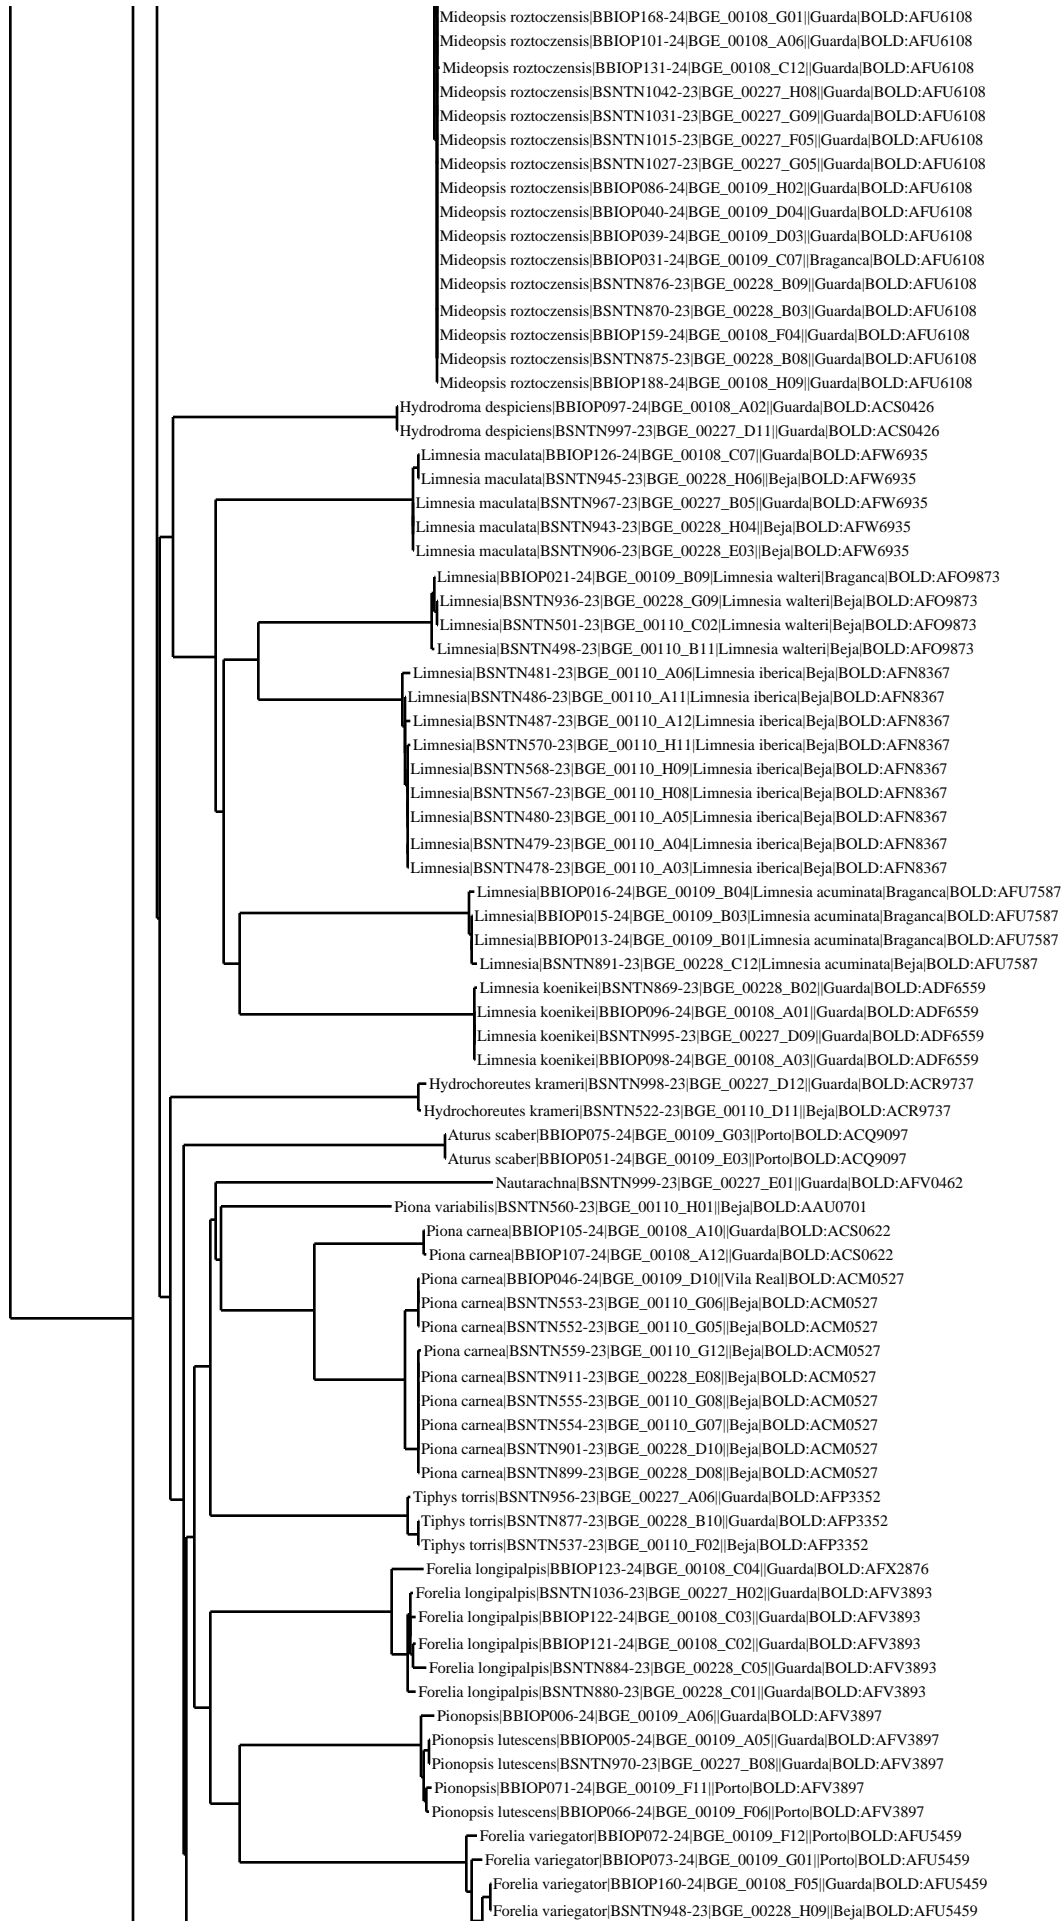 Mideopsis roztoczensis|BBIOP168-24|BGE_00108_G01||Guarda|BOLD:AFU6108
Mideopsis roztoczensis|BBIOP101-24|BGE_00108_A06||Guarda|BOLD:AFU6108
Mideopsis roztoczensis|BBIOP131-24|BGE_00108_C12||Guarda|BOLD:AFU6108
Mideopsis roztoczensis|BSNTN1042-23|BGE_00227_H08||Guarda|BOLD:AFU6108
Mideopsis roztoczensis|BSNTN1031-23|BGE_00227_G09||Guarda|BOLD:AFU6108
Mideopsis roztoczensis|BSNTN1015-23|BGE_00227_F05||Guarda|BOLD:AFU6108
Mideopsis roztoczensis|BSNTN1027-23|BGE_00227_G05||Guarda|BOLD:AFU6108
Mideopsis roztoczensis|BBIOP086-24|BGE_00109_H02||Guarda|BOLD:AFU6108
Mideopsis roztoczensis|BBIOP040-24|BGE_00109_D04||Guarda|BOLD:AFU6108
Mideopsis roztoczensis|BBIOP039-24|BGE_00109_D03||Guarda|BOLD:AFU6108
Mideopsis roztoczensis|BBIOP031-24|BGE_00109_C07||Braganca|BOLD:AFU6108
Mideopsis roztoczensis|BSNTN876-23|BGE_00228_B09||Guarda|BOLD:AFU6108
Mideopsis roztoczensis|BSNTN870-23|BGE_00228_B03||Guarda|BOLD:AFU6108
Mideopsis roztoczensis|BBIOP159-24|BGE_00108_F04||Guarda|BOLD:AFU6108
Mideopsis roztoczensis|BSNTN875-23|BGE_00228_B08||Guarda|BOLD:AFU6108
Mideopsis roztoczensis|BBIOP188-24|BGE_00108_H09||Guarda|BOLD:AFU6108
Hydrodroma despiciens|BBIOP097-24|BGE_00108_A02||Guarda|BOLD:ACS0426
Hydrodroma despiciens|BSNTN997-23|BGE_00227_D11||Guarda|BOLD:ACS0426
Limnesia maculata|BBIOP126-24|BGE_00108_C07||Guarda|BOLD:AFW6935
Limnesia maculata|BSNTN945-23|BGE_00228_H06||Beja|BOLD:AFW6935
Limnesia maculata|BSNTN967-23|BGE_00227_B05||Guarda|BOLD:AFW6935
Limnesia maculata|BSNTN943-23|BGE_00228_H04||Beja|BOLD:AFW6935
Limnesia maculata|BSNTN906-23|BGE_00228_E03||Beja|BOLD:AFW6935
Limnesia|BBIOP021-24|BGE_00109_B09|Limnesia walteri|Braganca|BOLD:AFO9873
Limnesia|BSNTN936-23|BGE_00228_G09|Limnesia walteri|Beja|BOLD:AFO9873
Limnesia|BSNTN501-23|BGE_00110_C02|Limnesia walteri|Beja|BOLD:AFO9873
Limnesia|BSNTN498-23|BGE_00110_B11|Limnesia walteri|Beja|BOLD:AFO9873
Limnesia|BSNTN481-23|BGE_00110_A06|Limnesia iberica|Beja|BOLD:AFN8367
Limnesia|BSNTN486-23|BGE_00110_A11|Limnesia iberica|Beja|BOLD:AFN8367
Limnesia|BSNTN487-23|BGE_00110_A12|Limnesia iberica|Beja|BOLD:AFN8367
Limnesia|BSNTN570-23|BGE_00110_H11|Limnesia iberica|Beja|BOLD:AFN8367
Limnesia|BSNTN568-23|BGE_00110_H09|Limnesia iberica|Beja|BOLD:AFN8367
Limnesia|BSNTN567-23|BGE_00110_H08|Limnesia iberica|Beja|BOLD:AFN8367
Limnesia|BSNTN480-23|BGE_00110_A05|Limnesia iberica|Beja|BOLD:AFN8367
Limnesia|BSNTN479-23|BGE_00110_A04|Limnesia iberica|Beja|BOLD:AFN8367
Limnesia|BSNTN478-23|BGE_00110_A03|Limnesia iberica|Beja|BOLD:AFN8367
Limnesia|BBIOP016-24|BGE_00109_B04|Limnesia acuminata|Braganca|BOLD:AFU7587
Limnesia|BBIOP015-24|BGE_00109_B03|Limnesia acuminata|Braganca|BOLD:AFU7587
Limnesia|BBIOP013-24|BGE_00109_B01|Limnesia acuminata|Braganca|BOLD:AFU7587
Limnesia|BSNTN891-23|BGE_00228_C12|Limnesia acuminata|Beja|BOLD:AFU7587
Limnesia koenikei|BSNTN869-23|BGE_00228_B02||Guarda|BOLD:ADF6559
Limnesia koenikei|BBIOP096-24|BGE_00108_A01||Guarda|BOLD:ADF6559
Limnesia koenikei|BSNTN995-23|BGE_00227_D09||Guarda|BOLD:ADF6559
Limnesia koenikei|BBIOP098-24|BGE_00108_A03||Guarda|BOLD:ADF6559
Hydrochoreutes krameri|BSNTN998-23|BGE_00227_D12||Guarda|BOLD:ACR9737
Hydrochoreutes krameri|BSNTN522-23|BGE_00110_D11||Beja|BOLD:ACR9737
Aturus scaber|BBIOP075-24|BGE_00109_G03||Porto|BOLD:ACQ9097
Aturus scaber|BBIOP051-24|BGE_00109_E03||Porto|BOLD:ACQ9097
Nautarachna|BSNTN999-23|BGE_00227_E01||Guarda|BOLD:AFV0462
Piona variabilis|BSNTN560-23|BGE_00110_H01||Beja|BOLD:AAU0701
Piona carnea|BBIOP105-24|BGE_00108_A10||Guarda|BOLD:ACS0622
Piona carnea|BBIOP107-24|BGE_00108_A12||Guarda|BOLD:ACS0622
Piona carnea|BBIOP046-24|BGE_00109_D10||Vila Real|BOLD:ACM0527
Piona carnea|BSNTN553-23|BGE_00110_G06||Beja|BOLD:ACM0527
Piona carnea|BSNTN552-23|BGE_00110_G05||Beja|BOLD:ACM0527
Piona carnea|BSNTN559-23|BGE_00110_G12||Beja|BOLD:ACM0527
Piona carnea|BSNTN911-23|BGE_00228_E08||Beja|BOLD:ACM0527
Piona carnea|BSNTN555-23|BGE_00110_G08||Beja|BOLD:ACM0527
Piona carnea|BSNTN554-23|BGE_00110_G07||Beja|BOLD:ACM0527
Piona carnea|BSNTN901-23|BGE_00228_D10||Beja|BOLD:ACM0527
Piona carnea|BSNTN899-23|BGE_00228_D08||Beja|BOLD:ACM0527
Tiphys torris|BSNTN956-23|BGE_00227_A06||Guarda|BOLD:AFP3352
Tiphys torris|BSNTN877-23|BGE_00228_B10||Guarda|BOLD:AFP3352
Tiphys torris|BSNTN537-23|BGE_00110_F02||Beja|BOLD:AFP3352
Forelia longipalpis|BBIOP123-24|BGE_00108_C04||Guarda|BOLD:AFX2876
Forelia longipalpis|BSNTN1036-23|BGE_00227_H02||Guarda|BOLD:AFV3893
Forelia longipalpis|BBIOP122-24|BGE_00108_C03||Guarda|BOLD:AFV3893
Forelia longipalpis|BBIOP121-24|BGE_00108_C02||Guarda|BOLD:AFV3893
Forelia longipalpis|BSNTN884-23|BGE_00228_C05||Guarda|BOLD:AFV3893
Forelia longipalpis|BSNTN880-23|BGE_00228_C01||Guarda|BOLD:AFV3893
Pionopsis|BBIOP006-24|BGE_00109_A06||Guarda|BOLD:AFV3897
Pionopsis lutescens|BBIOP005-24|BGE_00109_A05||Guarda|BOLD:AFV3897
Pionopsis lutescens|BSNTN970-23|BGE_00227_B08||Guarda|BOLD:AFV3897
Pionopsis|BBIOP071-24|BGE_00109_F11||Porto|BOLD:AFV3897
Pionopsis lutescens|BBIOP066-24|BGE_00109_F06||Porto|BOLD:AFV3897
Forelia variegator|BBIOP072-24|BGE_00109_F12||Porto|BOLD:AFU5459
Forelia variegator|BBIOP073-24|BGE_00109_G01||Porto|BOLD:AFU5459
Forelia variegator|BBIOP160-24|BGE_00108_F05||Guarda|BOLD:AFU5459
Forelia variegator|BSNTN948-23|BGE_00228_H09||Beja|BOLD:AFU5459